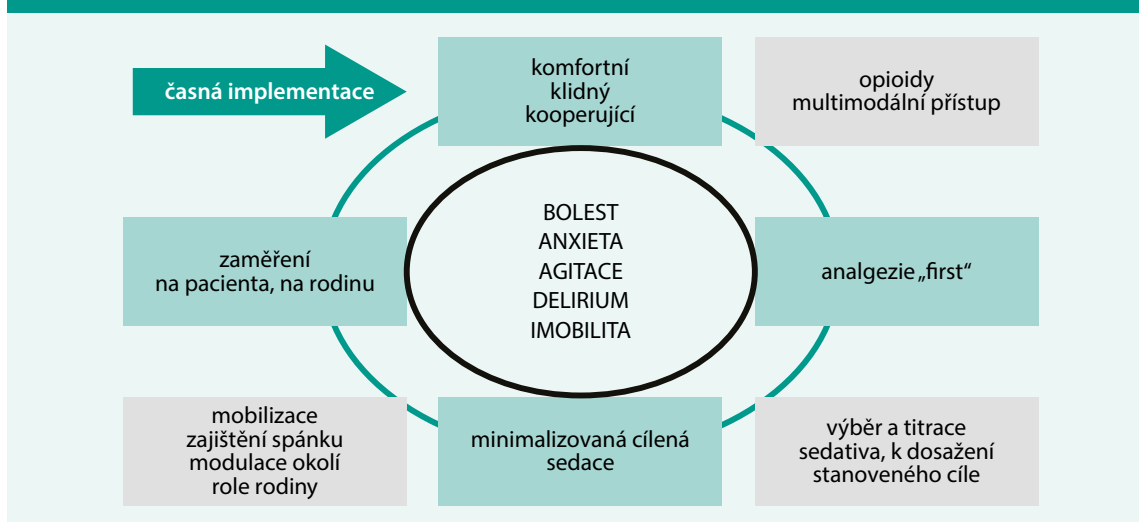 časná implementace
komfortní
klidný
kooperující
opioidy
multimodální přístup
zaměření
na pacienta, na rodinu
BOLEST
ANXIETA
AGITACE
DELIRIUM
IMOBILITA
analgezie „first“
mobilizace
zajištění spánku
modulace okolí
role rodiny
minimalizovaná cílená
sedace
výběr a titrace
sedativa, k dosažení
stanoveného cíle